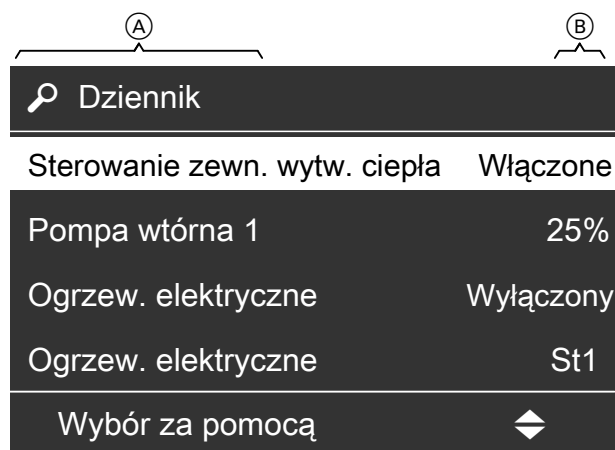 A B
Dziennik
Sterowanie zewn. wytw. ciepła Włączone
Pompa wtórna 1 25%
Ogrzew. elektryczne Wyłączony
Ogrzew. elektryczne St1
Wybór za pomocą